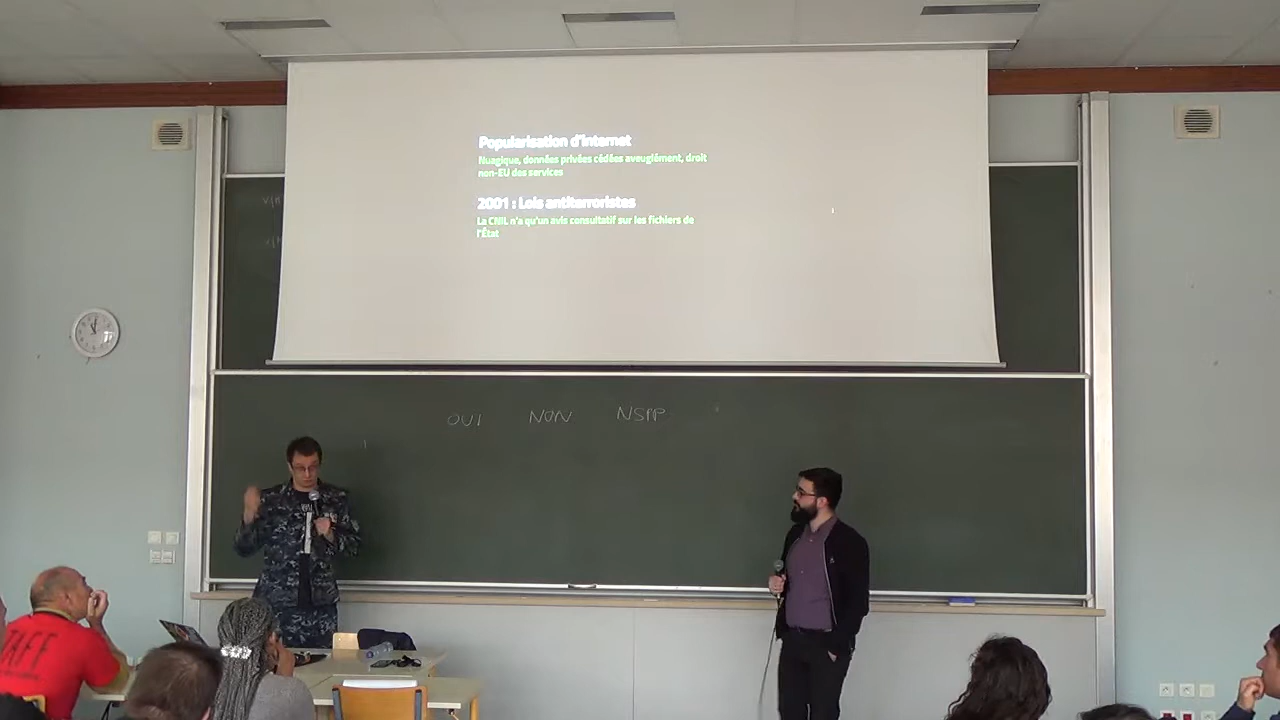 Popularisation d'Internet
Nuagique, données privées cédées aveuglément, droit
non-EU des services
2001 : Lois antiterroristes
La CNIL n'a qu'un avis consultatif sur les fichiers de
l'État
OUI NON NSPP
TAFF